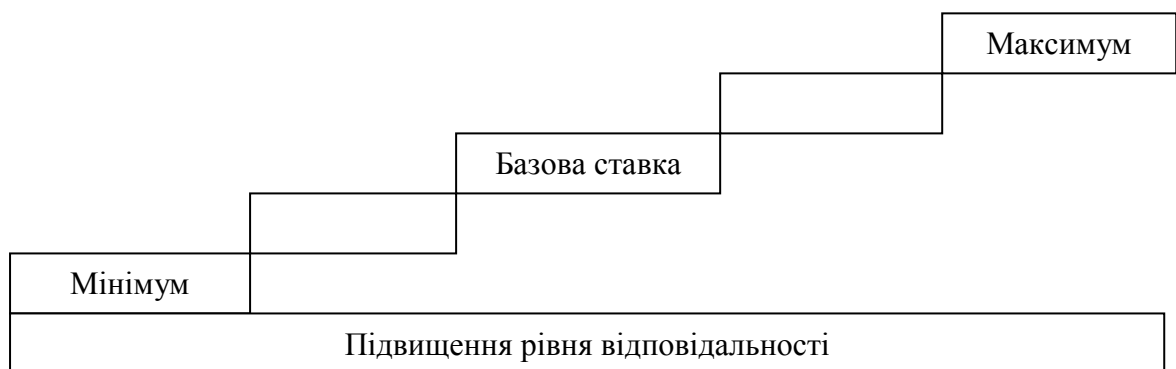 Максимум
Базова ставка
Мінімум
Підвищення рівня відповідальності